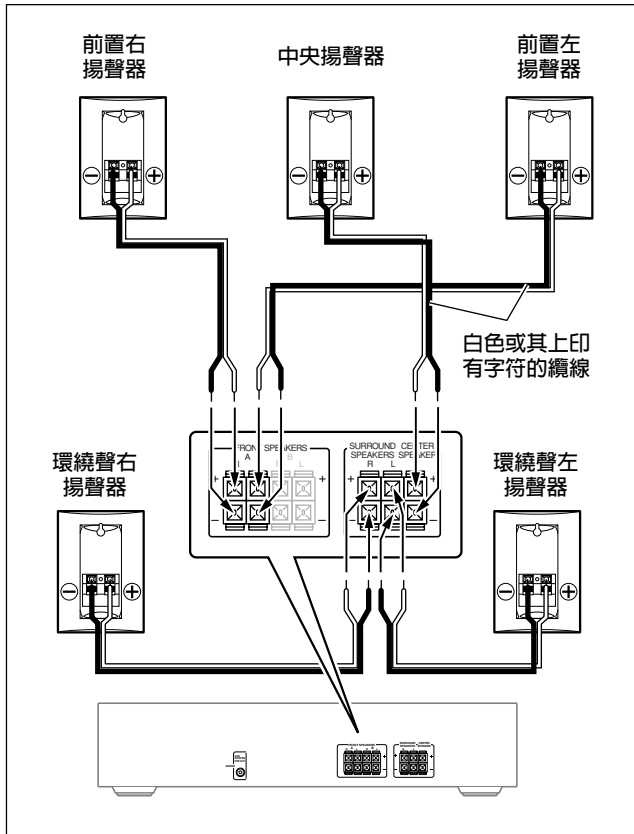 前置右
揚聲器
中央揚聲器
前置左
揚聲器
白色或其上印
有字符的纜線
FRONT SPEAKERS
A B
R L R L
SURROUND CENTER
SPEAKERS SPEAKER
R L
+ + +
− − −
環繞聲右
揚聲器
環繞聲左
揚聲器